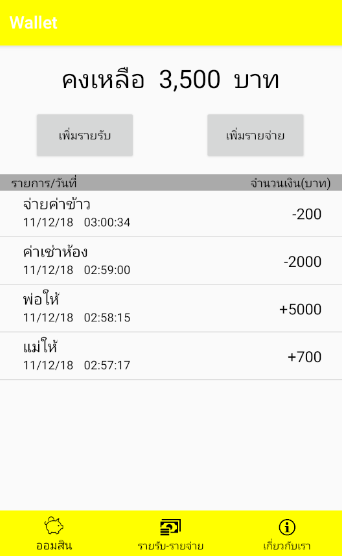 Wallet
คงเหลือ 3,500 บาท
เพิ่มรายรับ เพิ่มรายจ่าย
รายการ/วันที่ จำนวนเงิน(บาท)
จ่ายค่าข้าว
11/12/18 03:00:34 -200
ค่าเช่าห้อง
11/12/18 02:59:00 -2000
พ่อให้
11/12/18 02:58:15 +5000
แม่ให้
11/12/18 02:57:17 +700
ออมสิน รายรับ-รายจ่าย เกี่ยวกับเรา